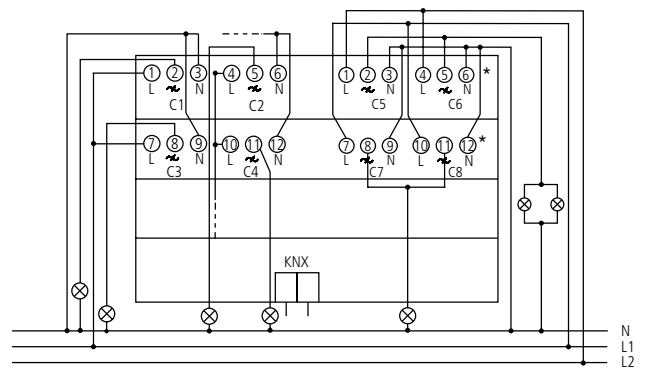 ① ② ③ ④ ⑤ ⑥ ① ② ③ ④ ⑤ ⑥ *
L N L N L N L N
C1 C2 C5 C6
⑦ ⑧ ⑨ ⑩ ⑪ ⑫ ⑦ ⑧ ⑨ ⑩ ⑪ ⑫ *
L N L N L N L N
C3 C4 C7 C8
KNX
N
L1
L2